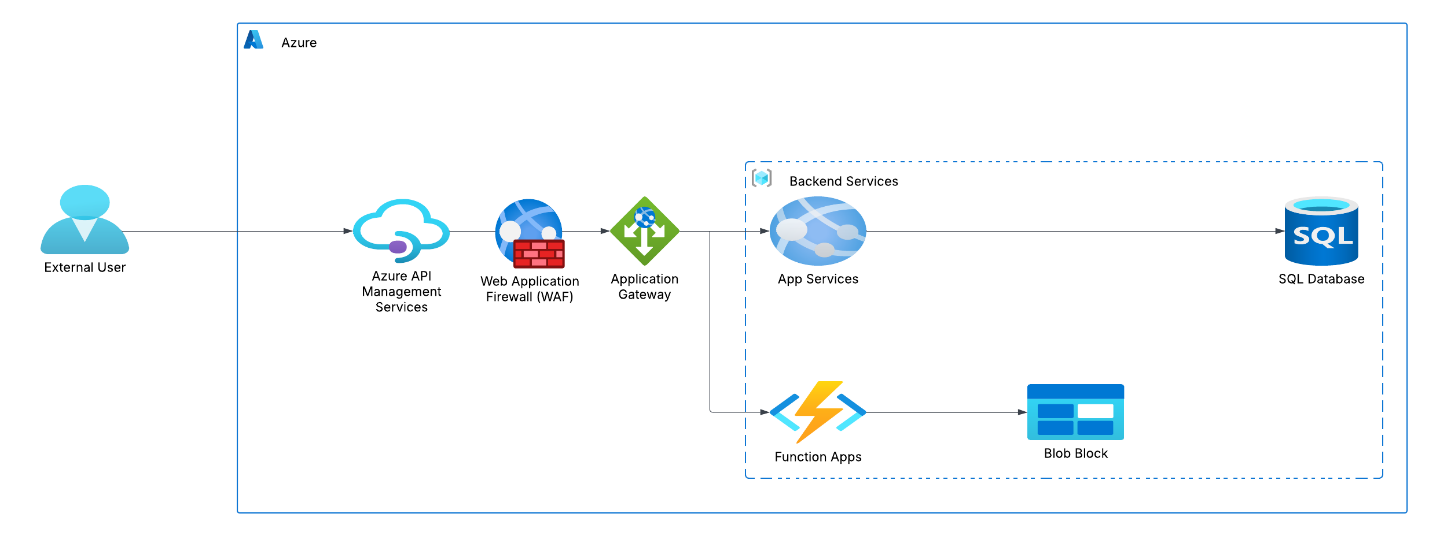 Azure
Backend Services
External User
Azure API
Management
Services
Web Application
Firewall (WAF)
Application
Gateway
App Services
SQL
SQL Database
Function Apps
Blob Block